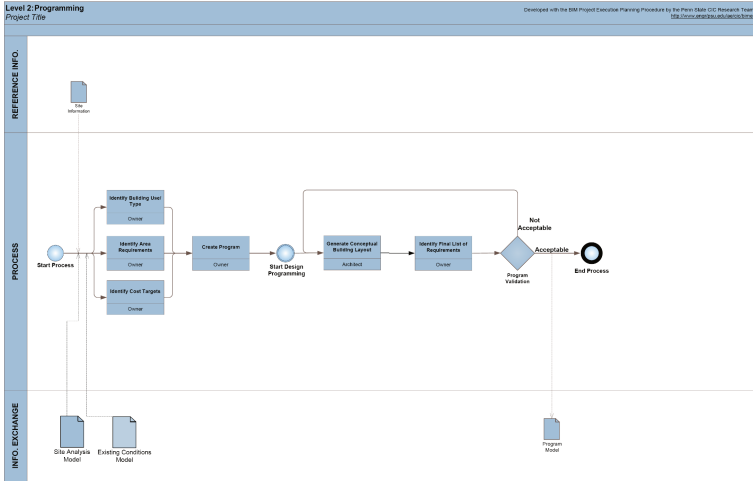 Level 2: Programming
Project Title
Developed with the BIM Project Execution Planning Procedure by the Penn State CIC Research Team
REFERENCE INFO.
Site
Information
PROCESS
Start Process
Identify Building Use/
Type
Owner
Identify Area
Requirements
Owner
Identify Cost Targets
Owner
Create Program
Owner
Start Design
Programming
Generate Conceptual
Building Layout
Architect
Identify Final List of
Requirements
Owner
Not
Acceptable
Acceptable
Program
Validation
End Process
INFO. EXCHANGE
Site Analysis
Model
Existing Conditions
Model
Program
Model